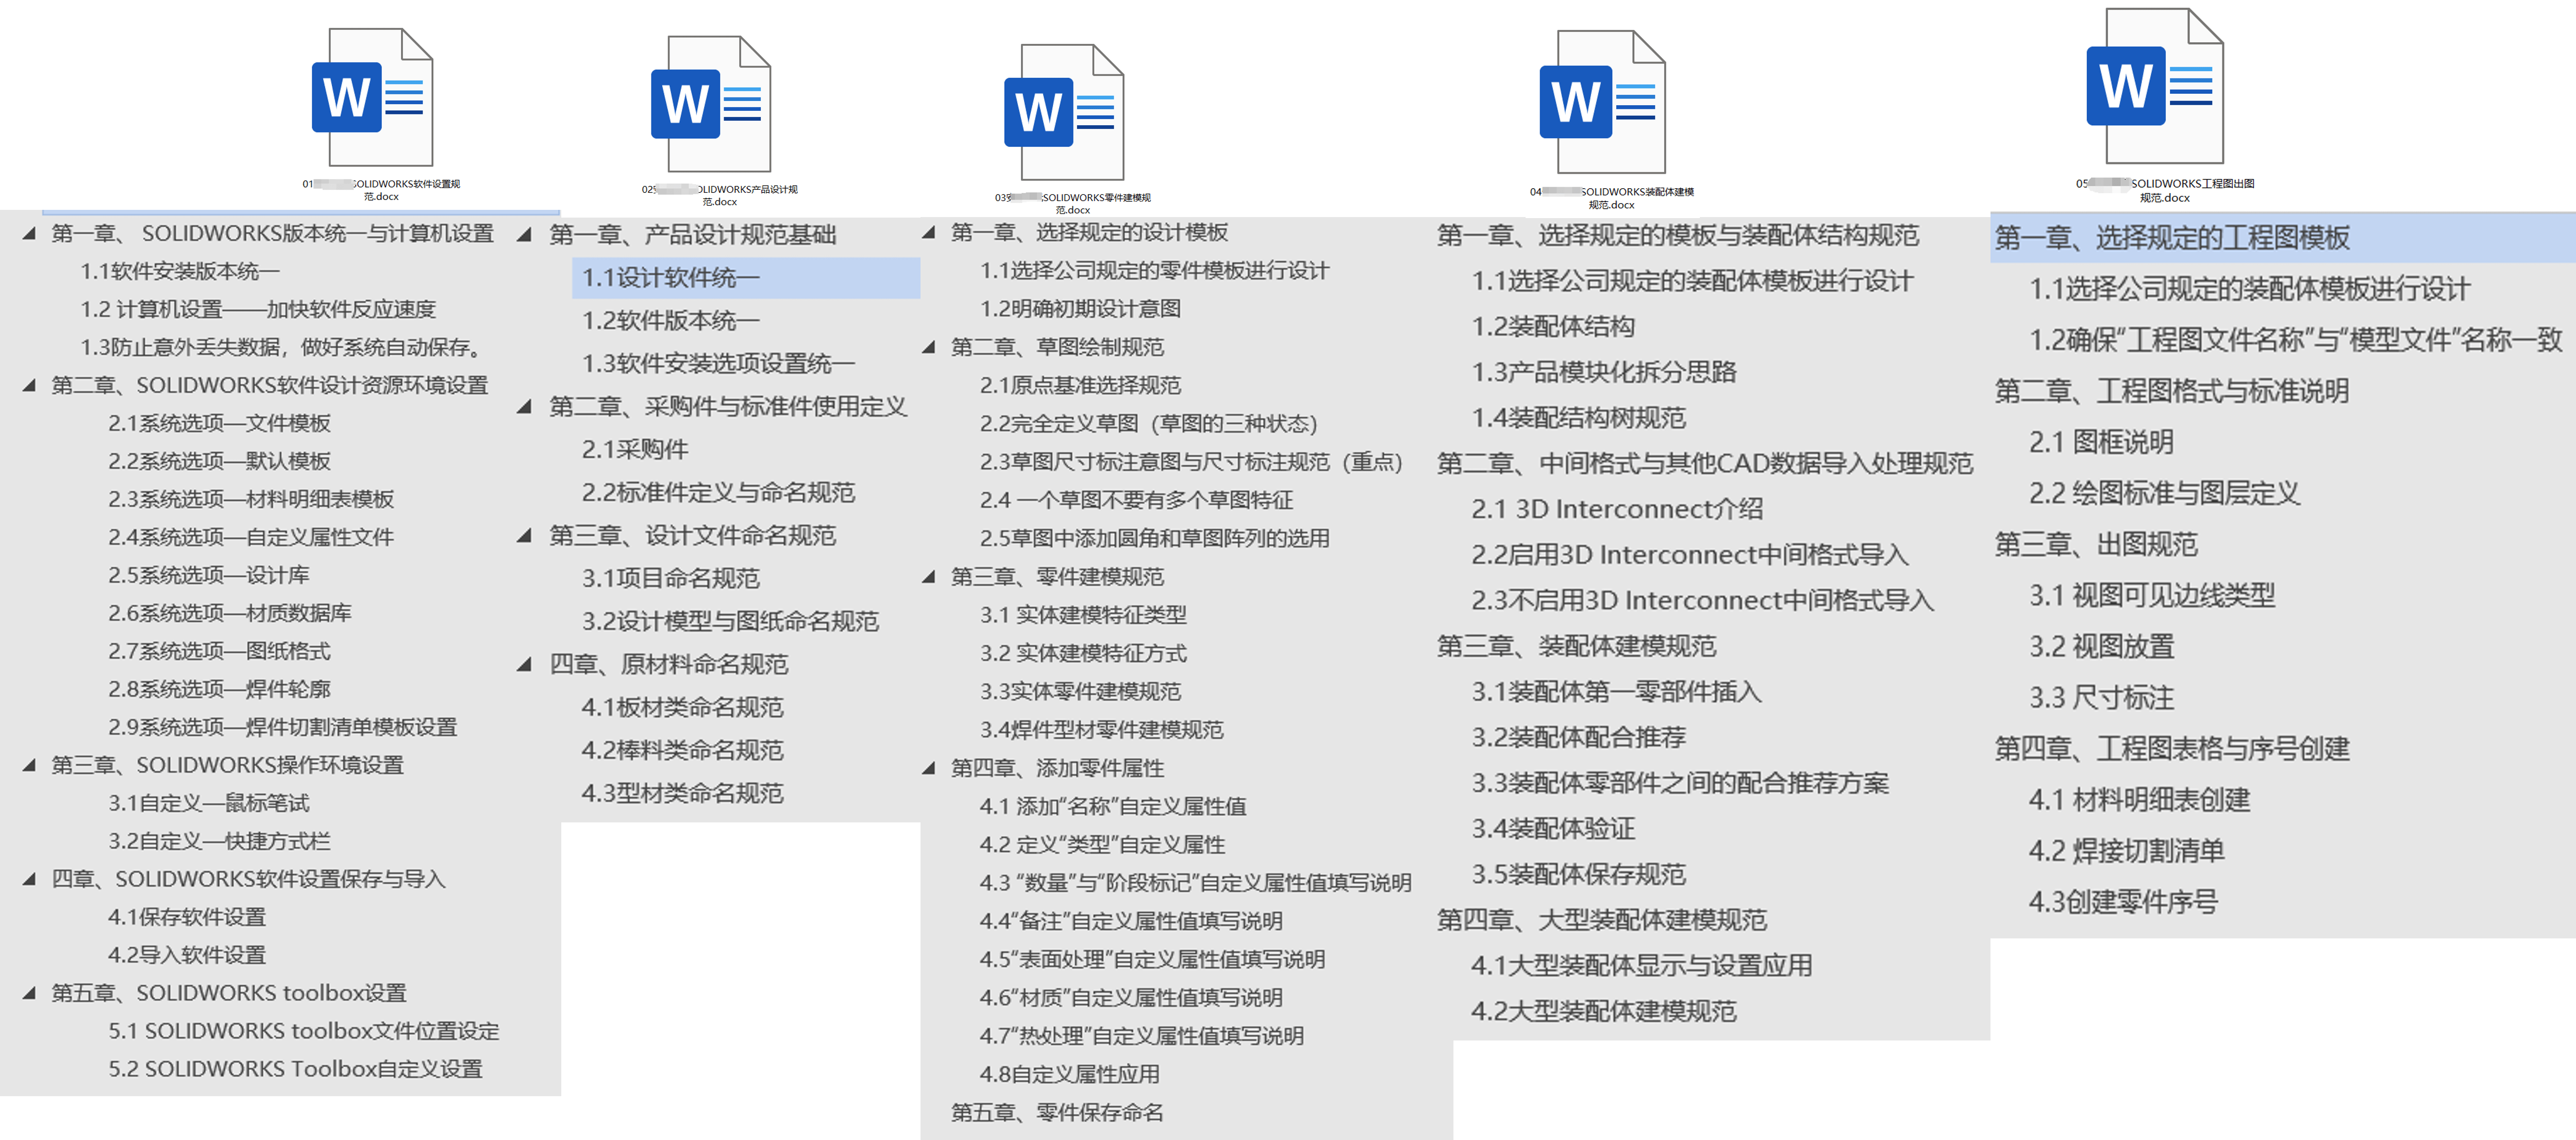 W
01 SOLIDWORKS软件设置规
范.docx
第一章、 SOLIDWORKS版本统一与计算机设置
1.1软件安装版本统一
1.2 计算机设置——加快软件反应速度
1.3防止意外丢失数据，做好系统自动保存。
第二章、SOLIDWORKS软件设计资源环境设置
2.1系统选项—文件模板
2.2系统选项—默认模板
2.3系统选项—材料明细表模板
2.4系统选项—自定义属性文件
2.5系统选项—设计库
2.6系统选项—材质数据库
2.7系统选项—图纸格式
2.8系统选项—焊件轮廓
2.9系统选项—焊件切割清单模板设置
第三章、SOLIDWORKS操作环境设置
3.1自定义—鼠标笔试
3.2自定义—快捷方式栏
四章、SOLIDWORKS软件设置保存与导入
4.1保存软件设置
4.2导入软件设置
第五章、SOLIDWORKS toolbox设置
5.1 SOLIDWORKS toolbox文件位置设定
5.2 SOLIDWORKS Toolbox自定义设置
W
02 OLIDWORKS产品设计规
范.docx
第一章、产品设计规范基础
1.1设计软件统一
1.2软件版本统一
1.3软件安装选项设置统一
第二章、采购件与标准件使用定义
2.1采购件
2.2标准件定义与命名规范
第三章、设计文件命名规范
3.1项目命名规范
3.2设计模型与图纸命名规范
四章、原材料命名规范
4.1板材类命名规范
4.2棒料类命名规范
4.3型材类命名规范
W
03 SOLIDWORKS零件建模规
范.docx
第一章、选择规定的设计模板
1.1选择公司规定的零件模板进行设计
1.2明确初期设计意图
第二章、草图绘制规范
2.1原点基准选择规范
2.2完全定义草图（草图的三种状态）
2.3草图尺寸标注意图与尺寸标注规范（重点）
2.4 一个草图不要有多个草图特征
2.5草图中添加圆角和草图阵列的选用
第三章、零件建模规范
3.1 实体建模特征类型
3.2 实体建模特征方式
3.3实体零件建模规范
3.4焊件型材零件建模规范
第四章、添加零件属性
4.1 添加“名称”自定义属性值
4.2 定义“类型”自定义属性
4.3 “数量”与“阶段标记”自定义属性值填写说明
4.4“备注”自定义属性值填写说明
4.5“表面处理”自定义属性值填写说明
4.6“材质”自定义属性值填写说明
4.7“热处理”自定义属性值填写说明
4.8自定义属性应用
第五章、零件保存命名
W
04 SOLIDWORKS装配体建模
规范.docx
第一章、选择规定的模板与装配体结构规范
1.1选择公司规定的装配体模板进行设计
1.2装配体结构
1.3产品模块化拆分思路
1.4装配结构树规范
第二章、中间格式与其他CAD数据导入处理规范
2.1 3D Interconnect介绍
2.2启用3D Interconnect中间格式导入
2.3不启用3D Interconnect中间格式导入
第三章、装配体建模规范
3.1装配体第一零部件插入
3.2装配体配合推荐
3.3装配体零部件之间的配合推荐方案
3.4装配体验证
3.5装配体保存规范
第四章、大型装配体建模规范
4.1大型装配体显示与设置应用
4.2大型装配体建模规范
W
05 SOLIDWORKS工程图出图
规范.docx
第一章、选择规定的工程图模板
1.1选择公司规定的装配体模板进行设计
1.2确保“工程图文件名称”与“模型文件”名称一致
第二章、工程图格式与标准说明
2.1 图框说明
2.2 绘图标准与图层定义
第三章、出图规范
3.1 视图可见边线类型
3.2 视图放置
3.3 尺寸标注
第四章、工程图表格与序号创建
4.1 材料明细表创建
4.2 焊接切割清单
4.3创建零件序号